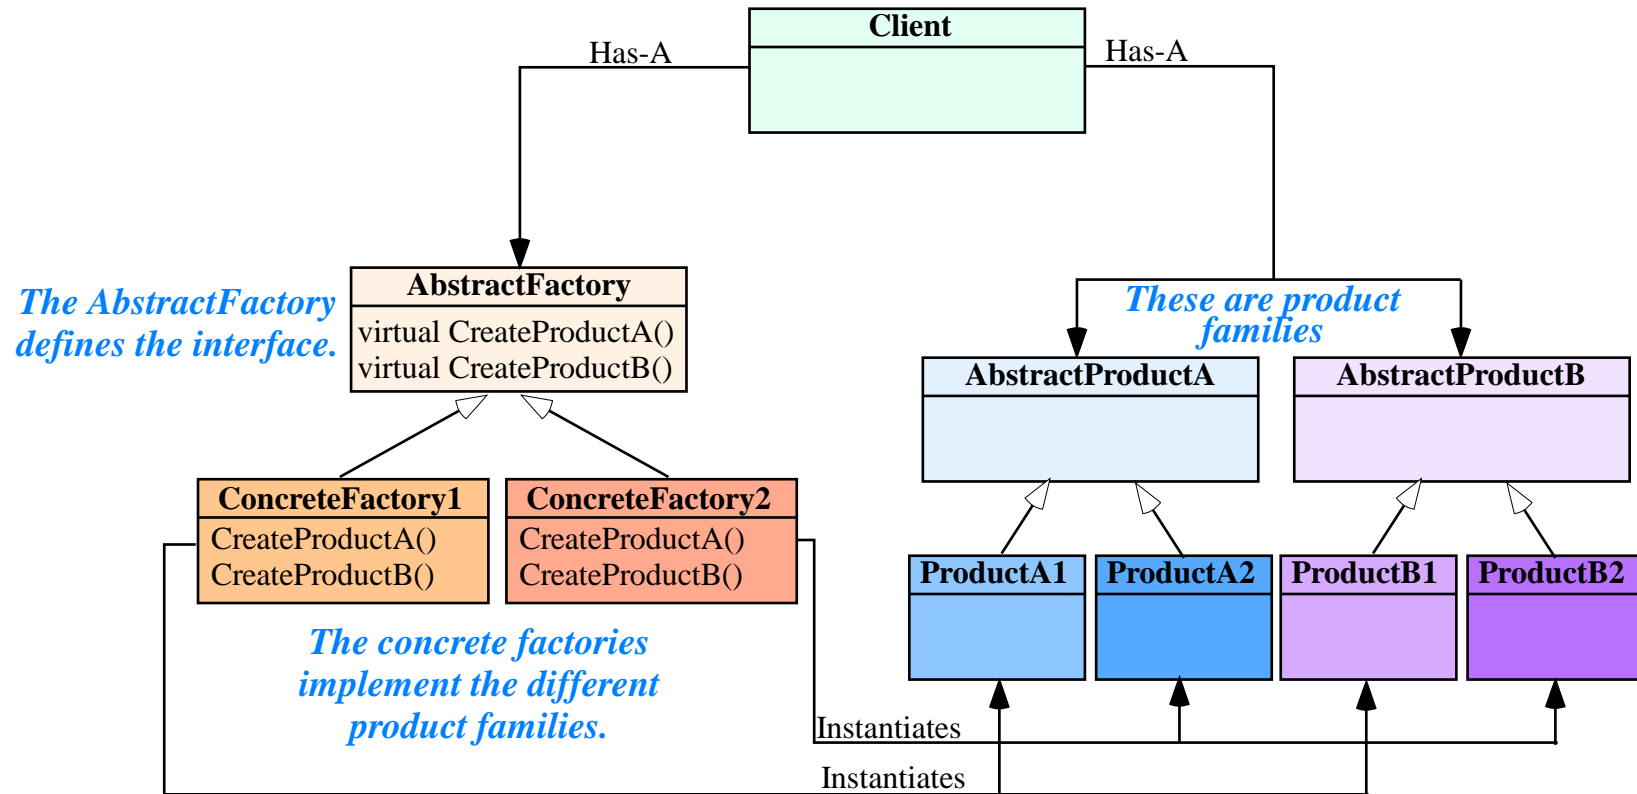 Client
Has-A
Has-A
The AbstractFactory
defines the interface.
AbstractFactory
virtual CreateProductA()
virtual CreateProductB()
These are product
families
AbstractProductA
AbstractProductB
ConcreteFactory1
CreateProductA()
CreateProductB()
ConcreteFactory2
CreateProductA()
CreateProductB()
ProductA1
ProductA2
ProductB1
ProductB2
The concrete factories
implement the different
product families.
Instantiates
Instantiates